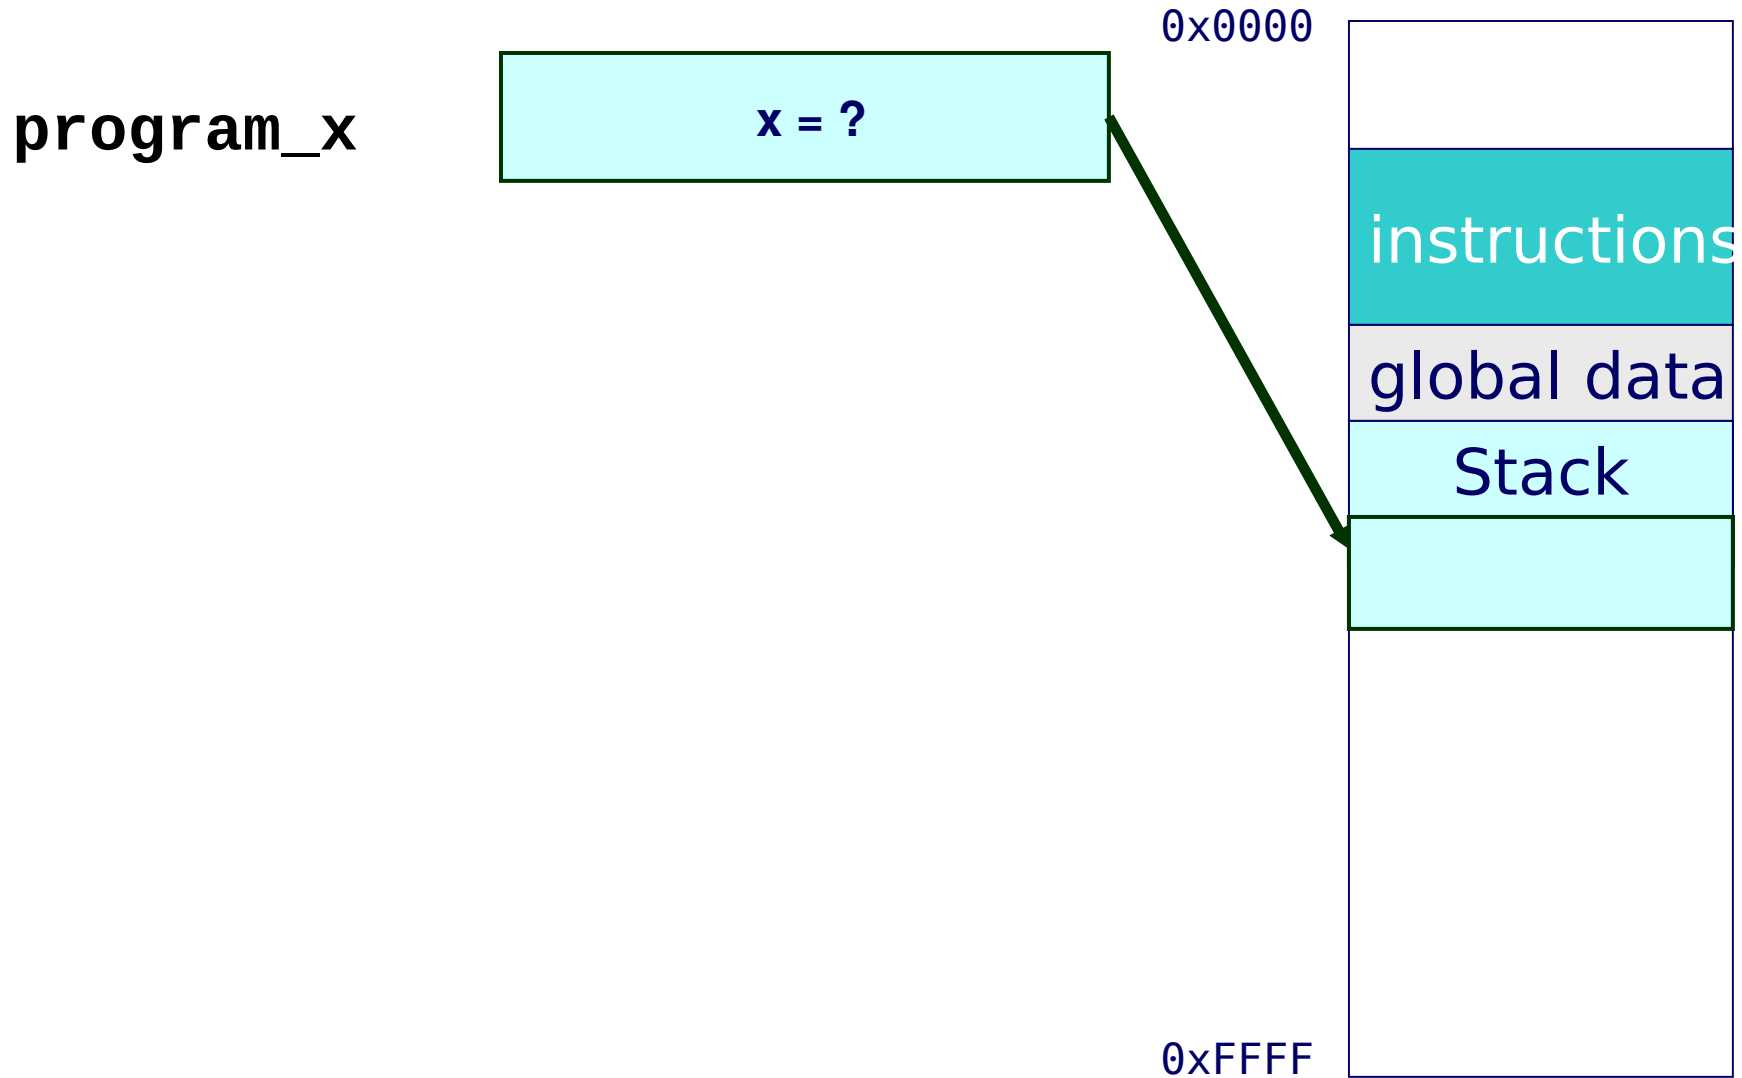 0x0000
program_x
x = ?
instructions
global data
Stack
0xFFFF